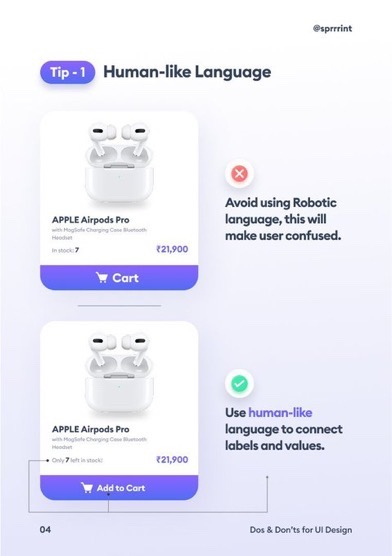 @sprrrint
Tip - 1 Human-like Language
APPLE Airpods Pro
with MagSafe Charging Case Bluetooth
Headset
In stock: 7 ₹21,900
Cart
Avoid using Robotic
language, this will
make user confused.
APPLE Airpods Pro
with MagSafe Charging Case Bluetooth
Headset
Only 7 left in stock! ₹21,900
Add to Cart
Use human-like
language to connect
labels and values.
04 Dos & Don'ts for UI Design